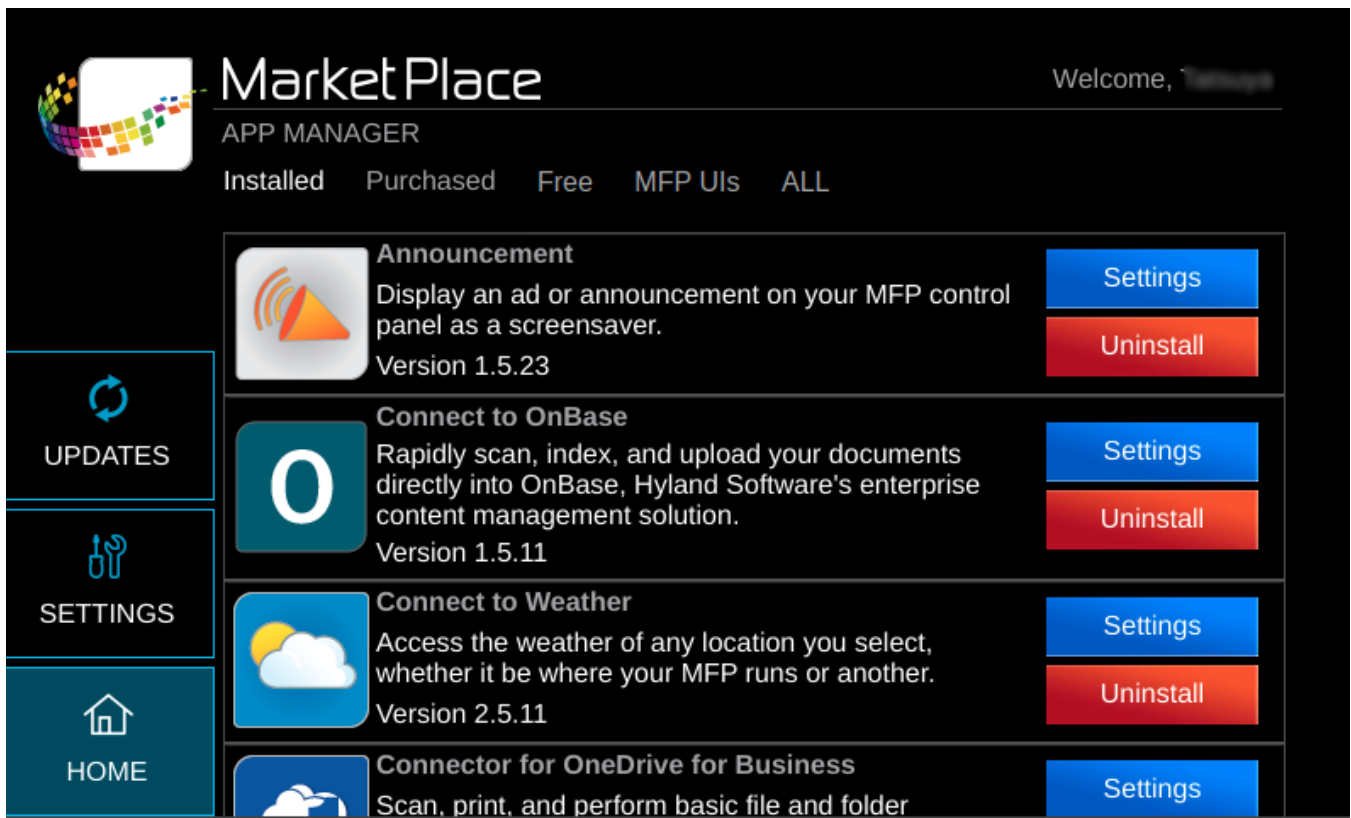 MarketPlace
Welcome,
APP MANAGER
Installed Purchased Free MFP UIs ALL
Announcement
Display an ad or announcement on your MFP control
panel as a screensaver.
Version 1.5.23
Settings
Uninstall
Connect to OnBase
Rapidly scan, index, and upload your documents
directly into OnBase, Hyland Software's enterprise
content management solution.
Version 1.5.11
Settings
Uninstall
Connect to Weather
Access the weather of any location you select,
whether it be where your MFP runs or another.
Version 2.5.11
Settings
Uninstall
Connector for OneDrive for Business
Scan, print, and perform basic file and folder
Settings
UPDATES
SETTINGS
HOME